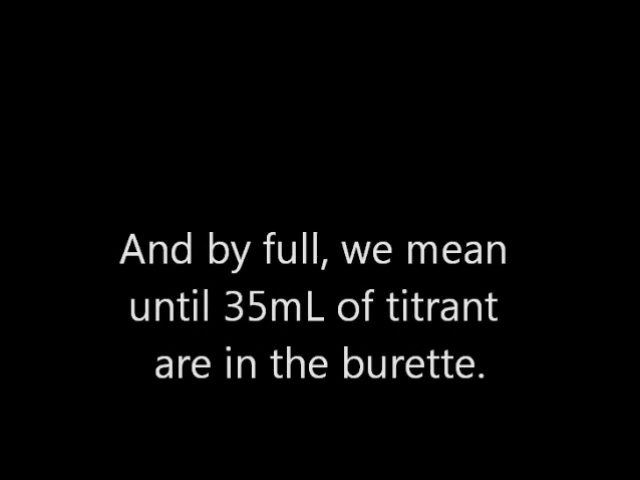 And by full, we mean
until 35mL of titrant
are in the burette.